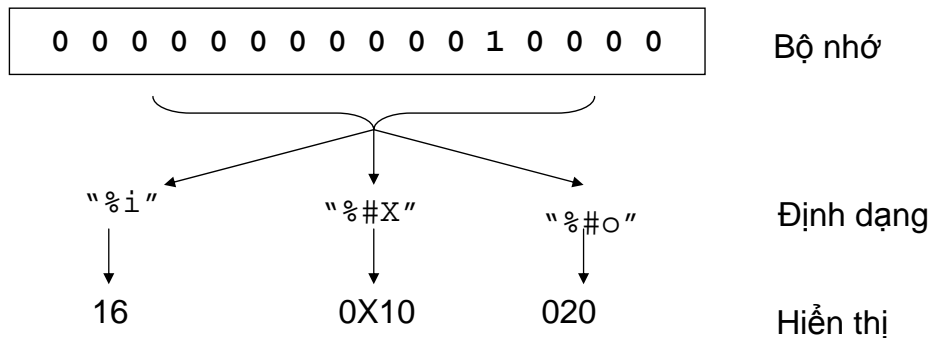 0 0 0 0 0 0 0 0 0 0 0 1 0 0 0 0 Bộ nhớ
"%i" "%#X" "%#o" Định dạng
16 0X10 020 Hiển thị